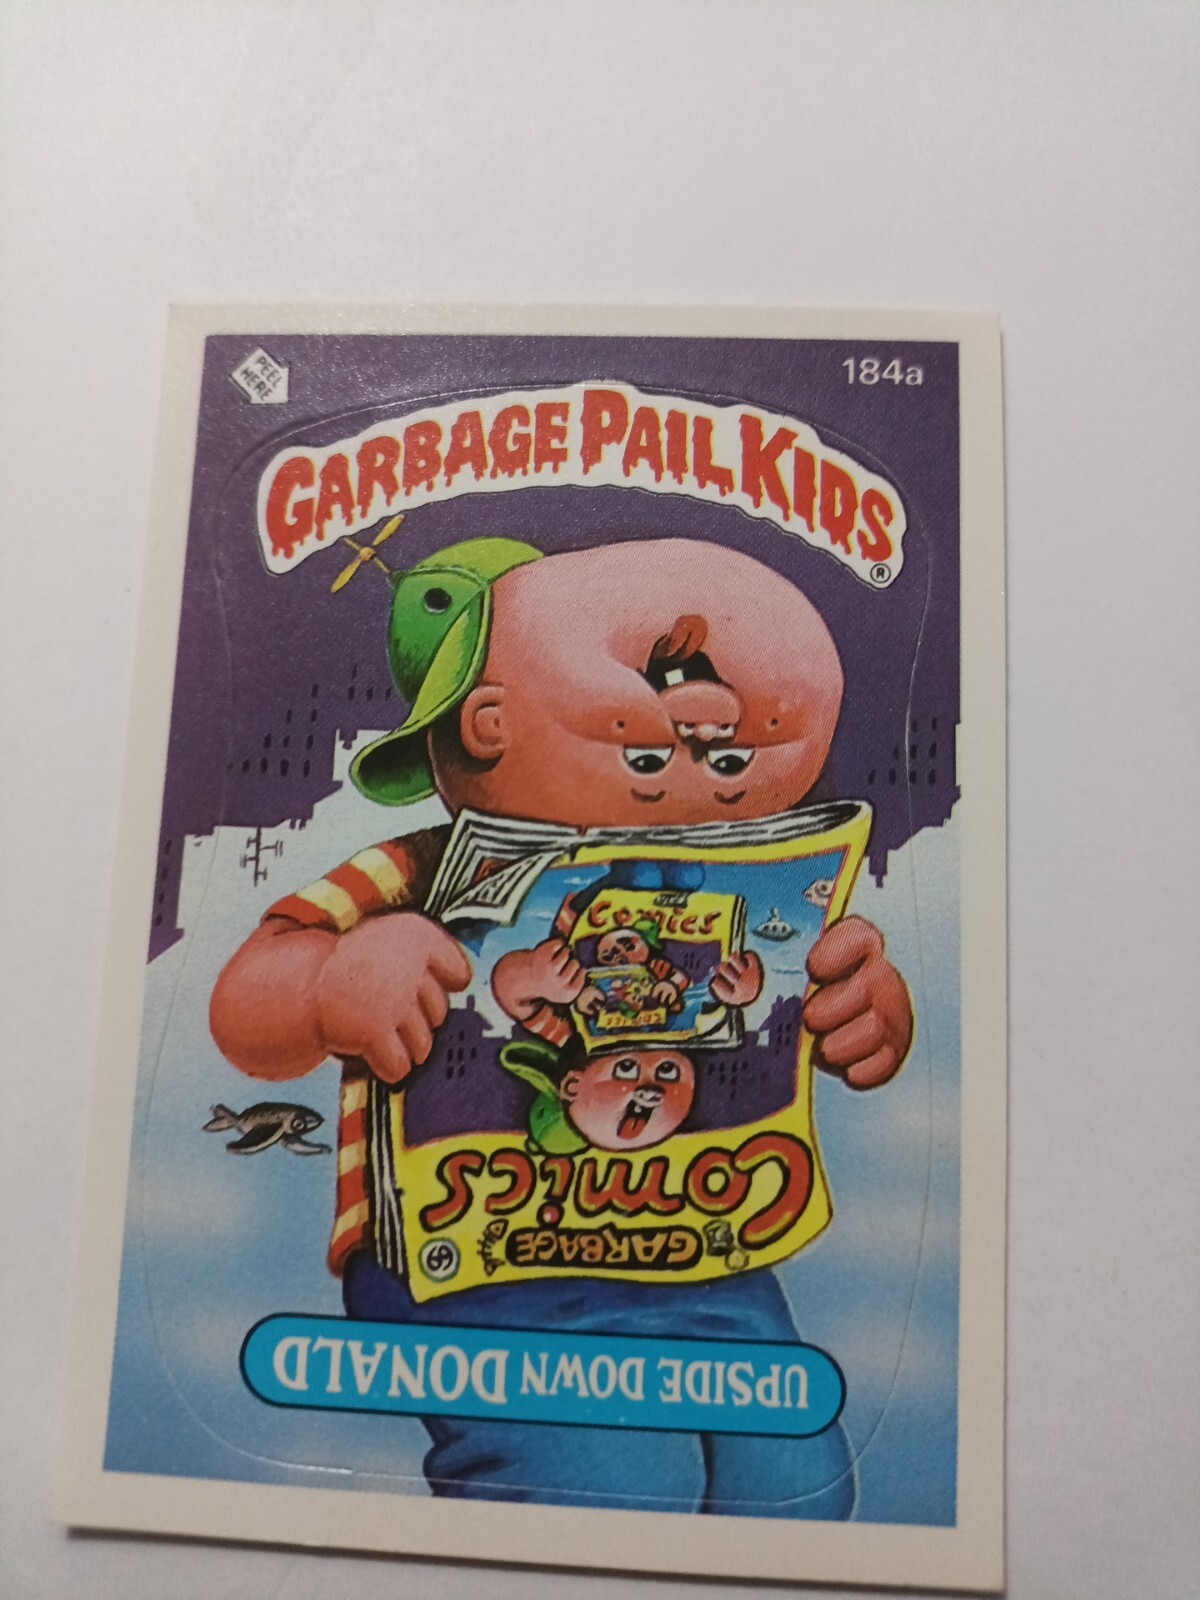 PEEL
HERE
184a
GARBAGE PAIL KIDS
®
Comics
Comics
GARBAGE
UPSIDE DOWN DONALD